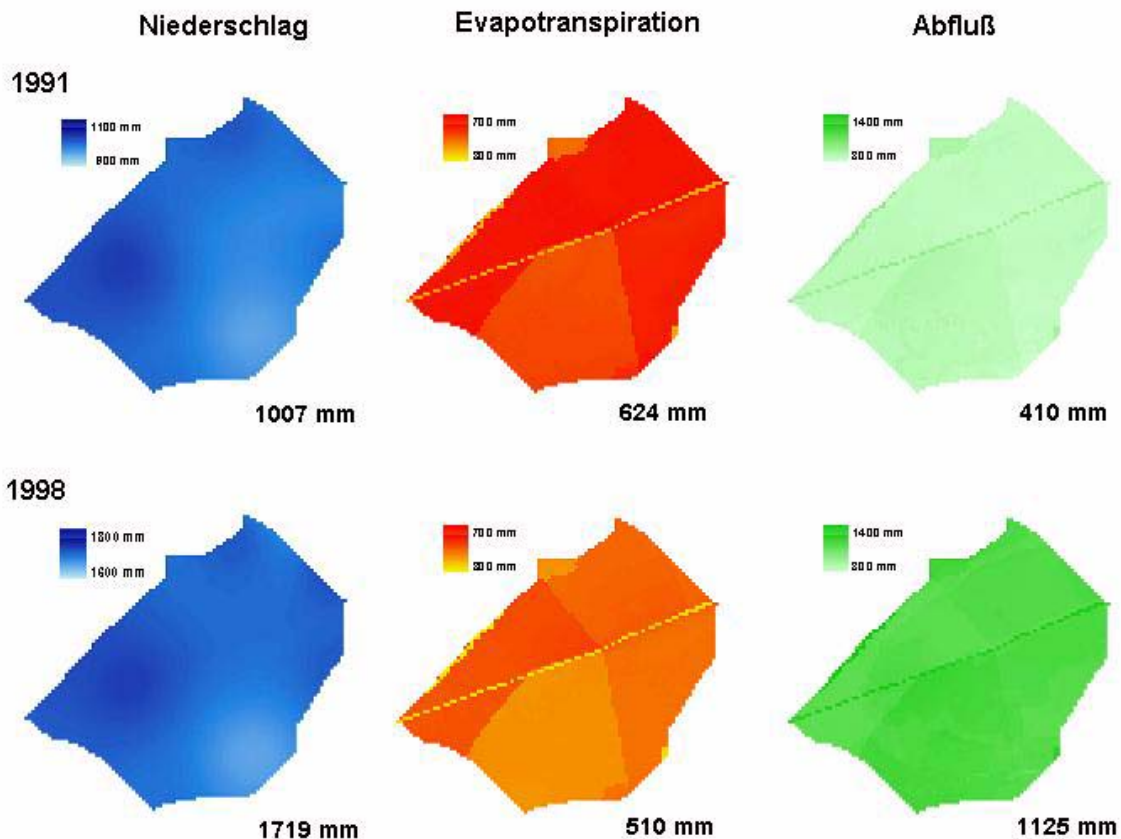 Niederschlag Evapotranspiration Abfluß
1991
1100 mm 700 mm 1400 mm
900 mm 300 mm 300 mm
1007 mm 624 mm 410 mm
1998
1800 mm 700 mm 1400 mm
1600 mm 300 mm 300 mm
1719 mm 510 mm 1125 mm